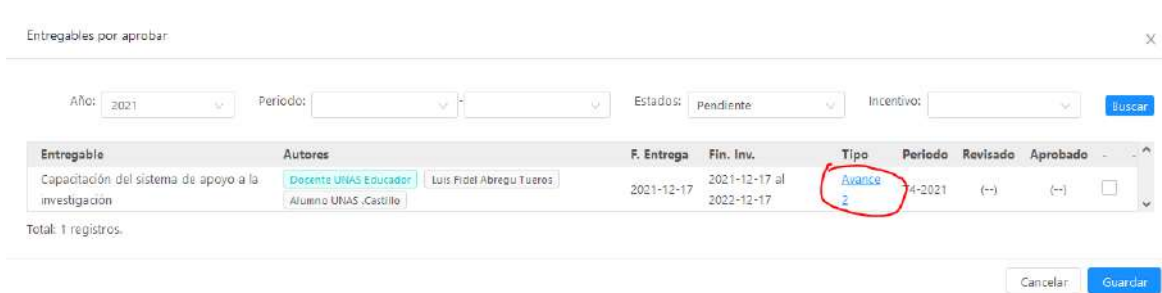 Entregables por aprobar
Año: 2021 Periodo: - Estados: Pendiente Incentivo: Buscar
Entregable Autores F. Entrega Fin. Inv. Tipo Periodo Revisado Aprobado - -
Capacitación del sistema de apoyo a la Docente UNAS Educador Luis Fidel Abregu Tueros 2021-12-17 2021-12-17 al Avance T4-2021 (--) (--)
investigación Alumno UNAS .Castillo 2022-12-17 2
Total: 1 registros.
Cancelar Guardar